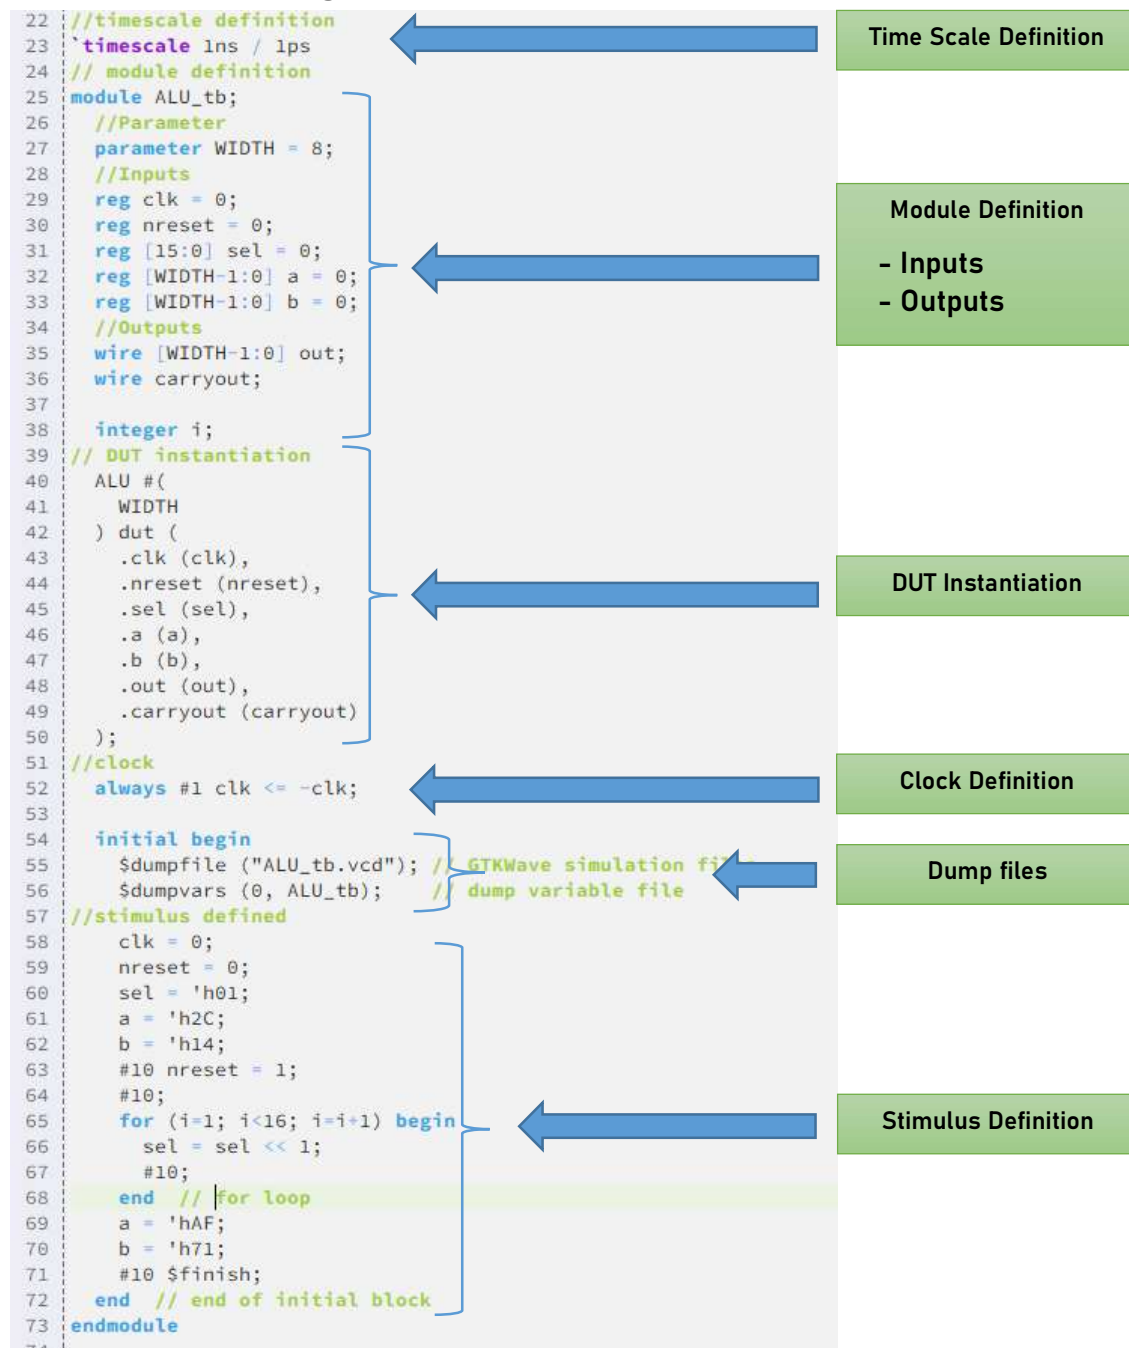 22 //timescale definition
Time Scale Definition
23 `timescale 1ns / 1ps
24 // module definition
25 module ALU_tb;
26 //Parameter
27 parameter WIDTH = 8;
28 //Inputs
29 reg clk = 0;
30 reg nreset = 0;
31 reg [15:0] sel = 0;
32 reg [WIDTH-1:0] a = 0;
33 reg [WIDTH-1:0] b = 0;
34 //Outputs
35 wire [WIDTH-1:0] out;
36 wire carryout;
37
38 integer i;
Module Definition
- Inputs
- Outputs
39 // DUT instantiation
40 ALU #(
41 WIDTH
42 ) dut (
43 .clk (clk),
44 .nreset (nreset),
45 .sel (sel),
46 .a (a),
47 .b (b),
48 .out (out),
49 .carryout (carryout)
50 );
DUT Instantiation
51 //clock
52 always #1 clk <= ~clk;
Clock Definition
53
54 initial begin
55 $dumpfile ("ALU_tb.vcd"); // GTKWave simulation
56 $dumpvars (0, ALU_tb); // dump variable file
Dump files
57 //stimulus defined
58 clk = 0;
59 nreset = 0;
60 sel = 'h01;
61 a = 'h2C;
62 b = 'h14;
63 #10 nreset = 1;
64 #10;
65 for (i=1; i<16; i=i+1) begin
66 sel = sel << 1;
67 #10;
68 end // for loop
69 a = 'hAF;
70 b = 'h71;
71 #10 $finish;
72 end // end of initial block
73 endmodule
Stimulus Definition